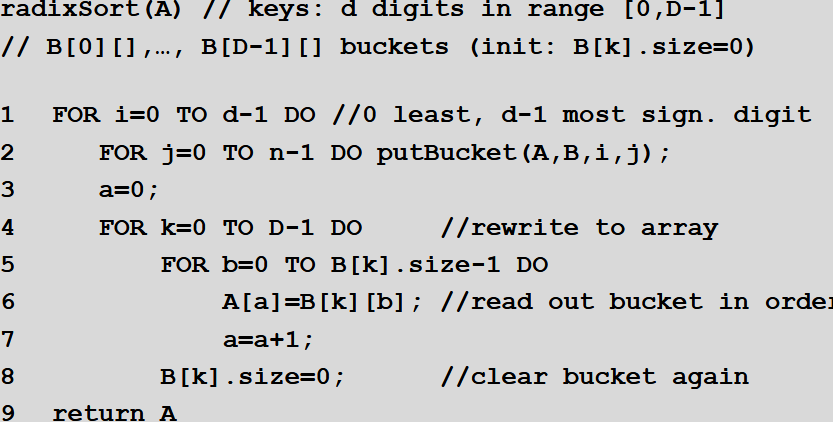 radixSort(A) // keys: d digits in range [0,D-1]
// B[0][],…, B[D-1][] buckets (init: B[k].size=0)
1 FOR i=0 TO d-1 DO //0 least, d-1 most sign. digit
2 FOR j=0 TO n-1 DO putBucket(A,B,i,j);
3 a=0;
4 FOR k=0 TO D-1 DO //rewrite to array
5 FOR b=0 TO B[k].size-1 DO
6 A[a]=B[k][b]; //read out bucket in order
7 a=a+1;
8 B[k].size=0; //clear bucket again
9 return A